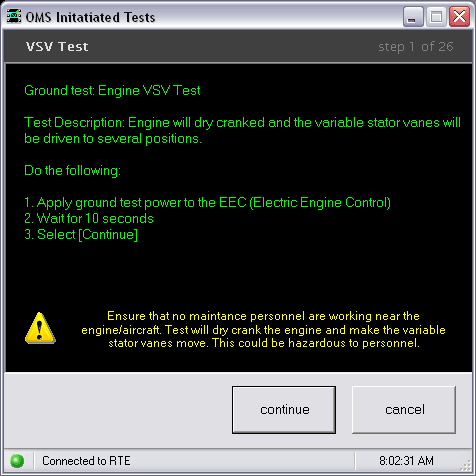 OMS Initatiated Tests
VSV Test
step 1 of 26
Ground test: Engine VSV Test
Test Description: Engine will dry cranked and the variable stator vanes will
be driven to several positions.
Do the following:
1. Apply ground test power to the EEC (Electric Engine Control)
2. Wait for 10 seconds
3. Select [Continue]
Ensure that no maintance personnel are working near the
engine/aircraft. Test will dry crank the engine and make the variable
stator vanes move. This could be hazardous to personnel.
continue
cancel
Connected to RTE
8:02:31 AM